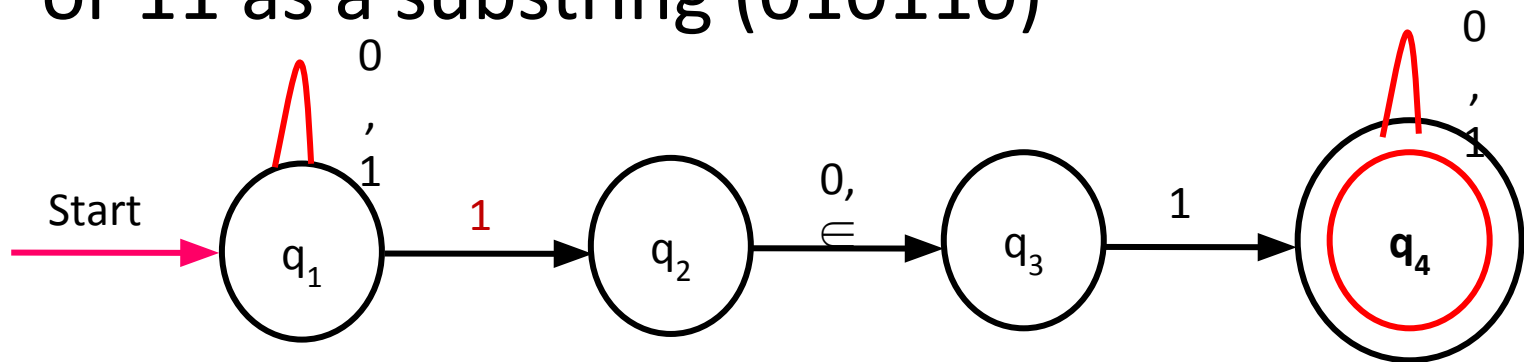 or 11 as a substring (010110)
0
,
1
0
,
1
Start
1
0,
∈
1
q₁
q₂
q₃
q₄